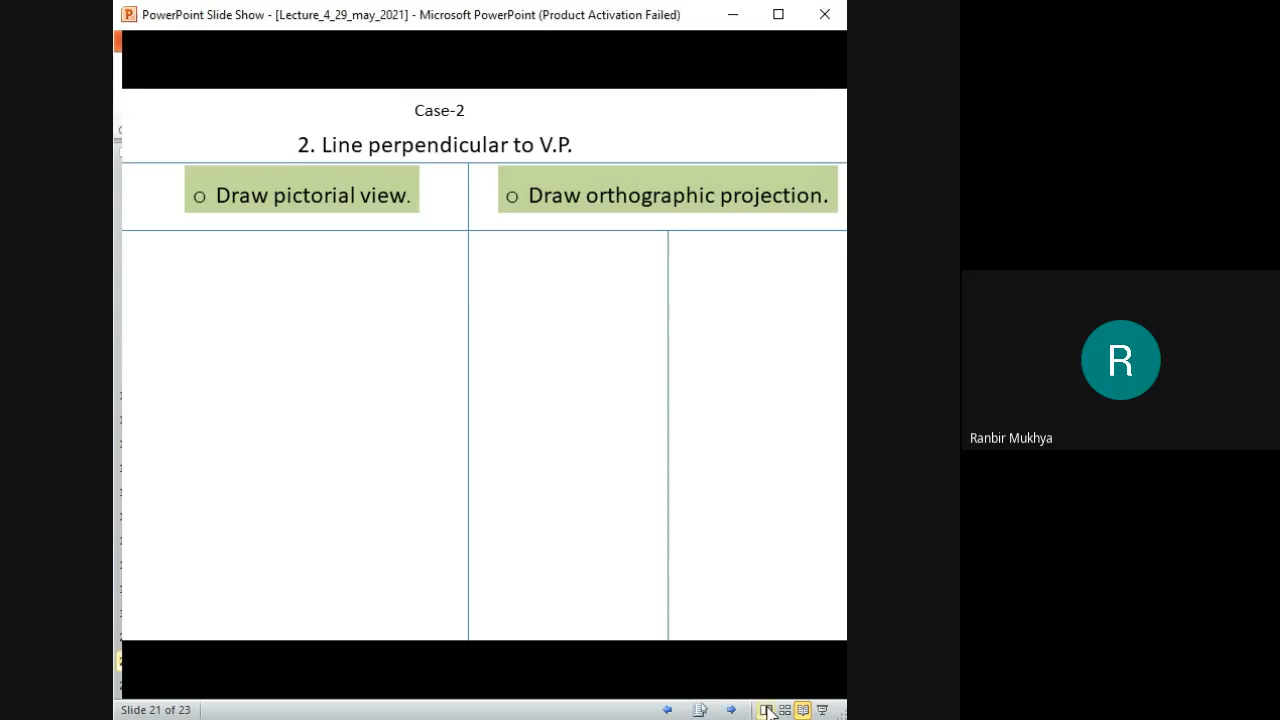 PowerPoint Slide Show - [Lecture_4_29_may_2021] - Microsoft PowerPoint (Product Activation Failed)
Case-2
2. Line perpendicular to V.P.
o Draw pictorial view.
o Draw orthographic projection.
R
Ranbir Mukhya
Slide 21 of 23